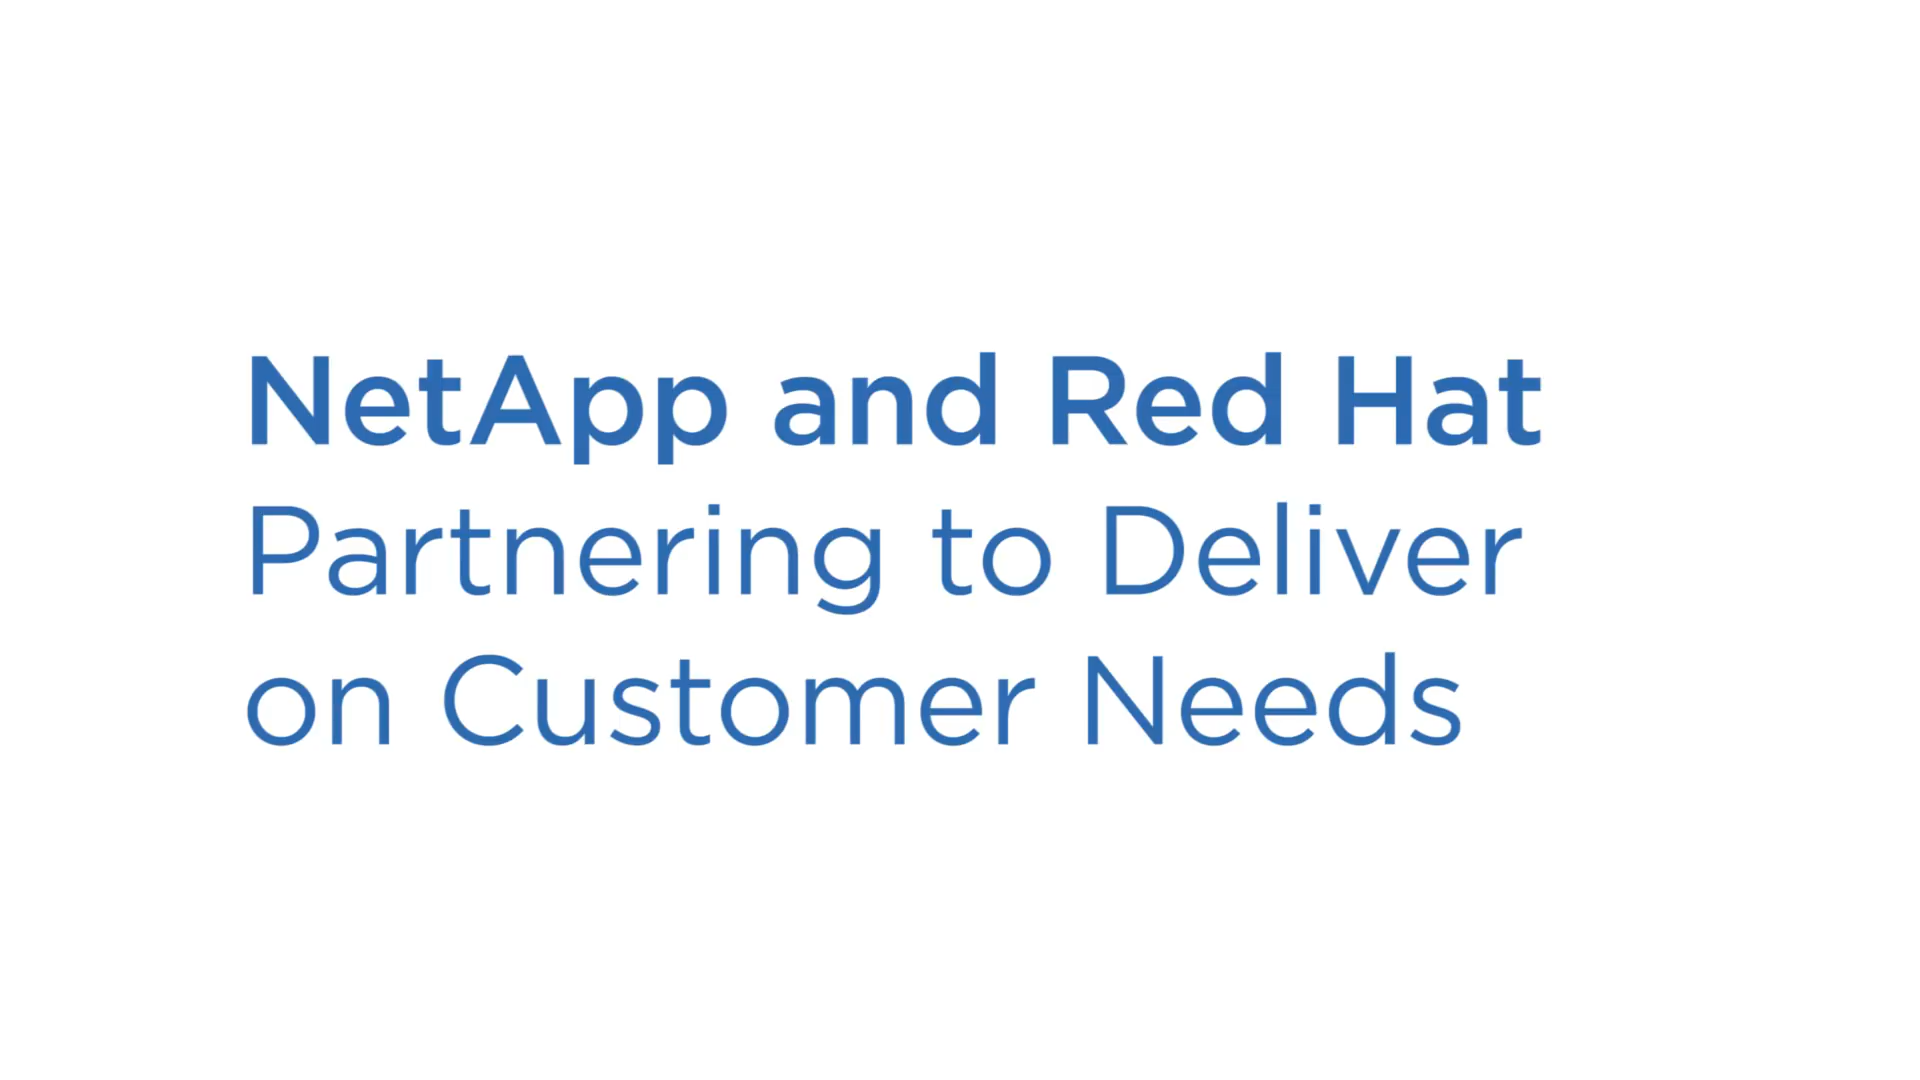 NetApp and Red Hat
Partnering to Deliver
on Customer Needs